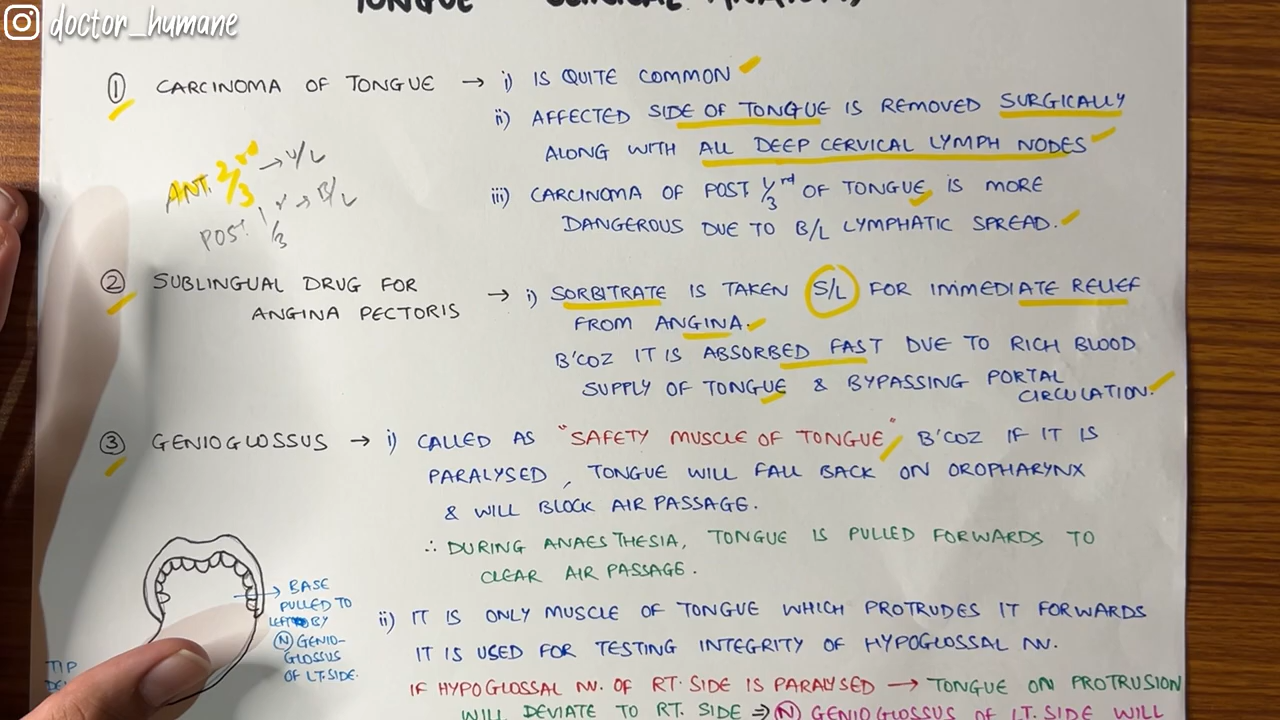 doctor_humane
TONGUE CLINICAL ANATOMY
① CARCINOMA OF TONGUE → i) IS QUITE COMMON
ii) AFFECTED SIDE OF TONGUE IS REMOVED SURGICALLY
ALONG WITH ALL DEEP CERVICAL LYMPH NODES
iii) CARCINOMA OF POST 1/3 rd OF TONGUE IS MORE
DANGEROUS DUE TO B/L LYMPHATIC SPREAD.
ANT. 2/3 rd → U/L
POST. 1/3 r → B/L
② SUBLINGUAL DRUG FOR
ANGINA PECTORIS
→ i) SORBITRATE IS TAKEN S/L FOR IMMEDIATE RELIEF
FROM ANGINA.
B'COZ IT IS ABSORBED FAST DUE TO RICH BLOOD
SUPPLY OF TONGUE & BYPASSING PORTAL
CIRCULATION.
③ GENIOGLOSSUS → i) CALLED AS "SAFETY MUSCLE OF TONGUE" B'COZ IF IT IS
PARALYSED, TONGUE WILL FALL BACK ON OROPHARYNX
& WILL BLOCK AIR PASSAGE.
∴ DURING ANAESTHESIA, TONGUE IS PULLED FORWARDS TO
CLEAR AIR PASSAGE.
→ BASE
PULLED TO
LEFT BY
Ⓝ GENIO-
GLOSSUS
OF LT. SIDE.
TIP
ii) IT IS ONLY MUSCLE OF TONGUE WHICH PROTRUDES IT FORWARDS
IT IS USED FOR TESTING INTEGRITY OF HYPOGLOSSAL NV.
IF HYPOGLOSSAL NV. OF RT. SIDE IS PARALYSED → TONGUE ON PROTRUSION
WILL DEVIATE TO RT. SIDE ⇒ Ⓝ GENIOGLOSSUS OF LT. SIDE WILL